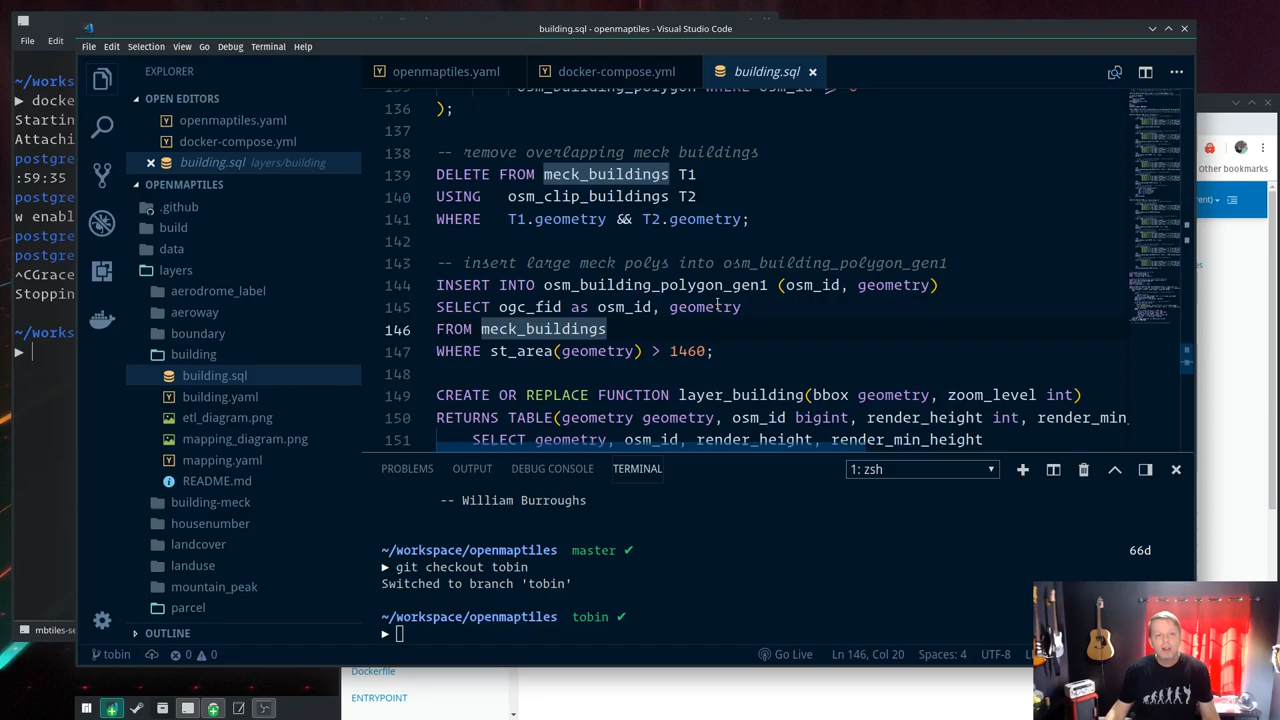 building.sql - openmaptiles - Visual Studio Code
File Edit
File Edit Selection View Go Debug Terminal Help
~/works
▶ docke
Startin
Attachi
postgre
:59:35
postgre
w enabl
postgre
postgre
^CGrace
Stoppin
~/works
▶
mbtiles-se
EXPLORER
OPEN EDITORS
openmaptiles.yaml
docker-compose.yml
building.sql layers/building
OPENMAPTILES
.github
build
data
layers
aerodrome_label
aeroway
boundary
building
building.sql
building.yaml
etl_diagram.png
mapping_diagram.png
mapping.yaml
README.md
building-meck
housenumber
landcover
landuse
mountain_peak
parcel
OUTLINE
openmaptiles.yaml docker-compose.yml building.sql
136 );
137
138 remove overlapping meck buildings
139 DELETE FROM meck_buildings T1
140 USING osm_clip_buildings T2
141 WHERE T1.geometry && T2.geometry;
142
143 insert large meck polys into osm_building_polygon_gen1
144 INSERT INTO osm_building_polygon_gen1 (osm_id, geometry)
145 SELECT ogc_fid as osm_id, geometry
146 FROM meck_buildings
147 WHERE st_area(geometry) > 1460;
148
149 CREATE OR REPLACE FUNCTION layer_building(bbox geometry, zoom_level int)
150 RETURNS TABLE(geometry geometry, osm_id bigint, render_height int, render_min_
151 SELECT geometry, osm_id, render_height, render_min_height
PROBLEMS OUTPUT DEBUG CONSOLE TERMINAL 1: zsh
-- William Burroughs
~/workspace/openmaptiles master ✔ 66d
▶ git checkout tobin
Switched to branch 'tobin'
~/workspace/openmaptiles tobin ✔
▶
tobin 0 0 Go Live Ln 146, Col 20 Spaces: 4 UTF-8
Other bookmarks
Dockerfile
ENTRYPOINT